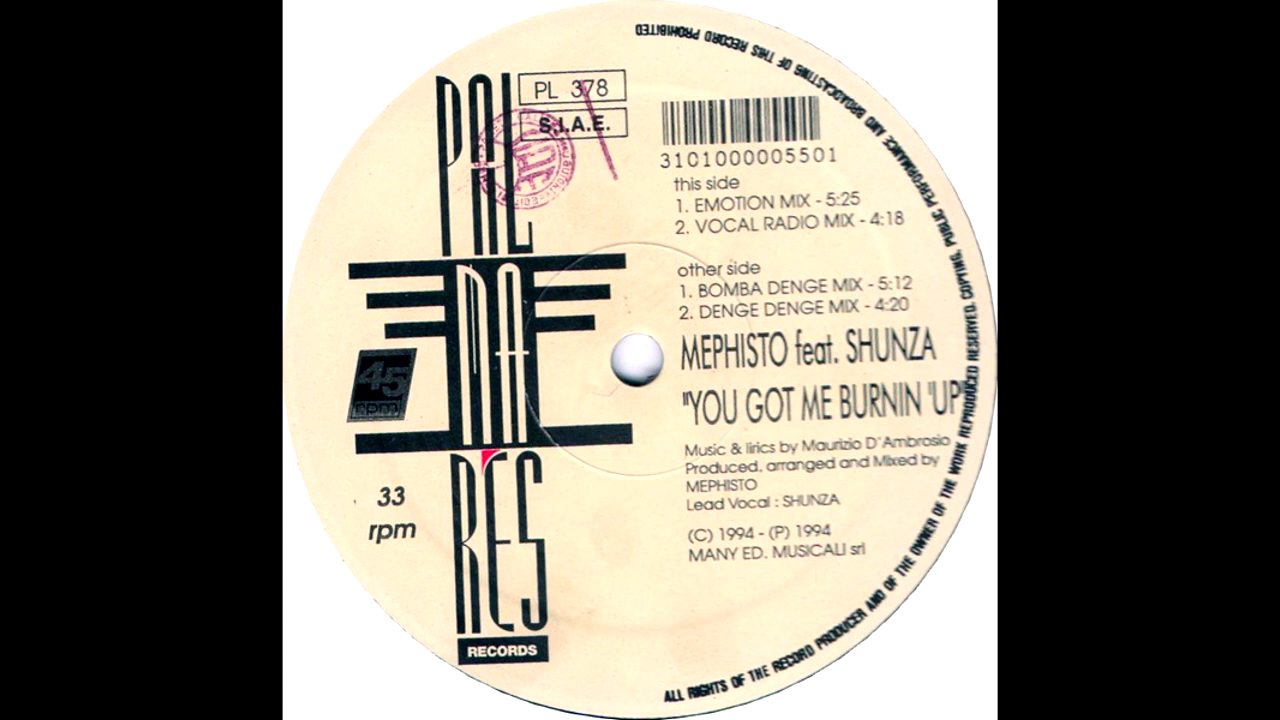 PAL
DA
RES
RECORDS
PL 378
S.I.A.E.
45
rpm
33
rpm
3101000005501
this side
1. EMOTION MIX - 5:25
2. VOCAL RADIO MIX - 4:18
other side
1. BOMBA DENGE MIX - 5:12
2. DENGE DENGE MIX - 4:20
MEPHISTO feat. SHUNZA
"YOU GOT ME BURNIN 'UP"
Music & lirics by Maurizio D'Ambrosio
Produced, arranged and Mixed by
MEPHISTO
Lead Vocal : SHUNZA
(C) 1994 - (P) 1994
MANY ED. MUSICALI srl
ALL RIGHTS OF THE RECORD PRODUCER AND OF THE OWNER OF THE WORK REPRODUCED RESERVED. COPYING, PUBLIC PERFORMANCE AND BROADCASTING OF THIS RECORD PROHIBITED